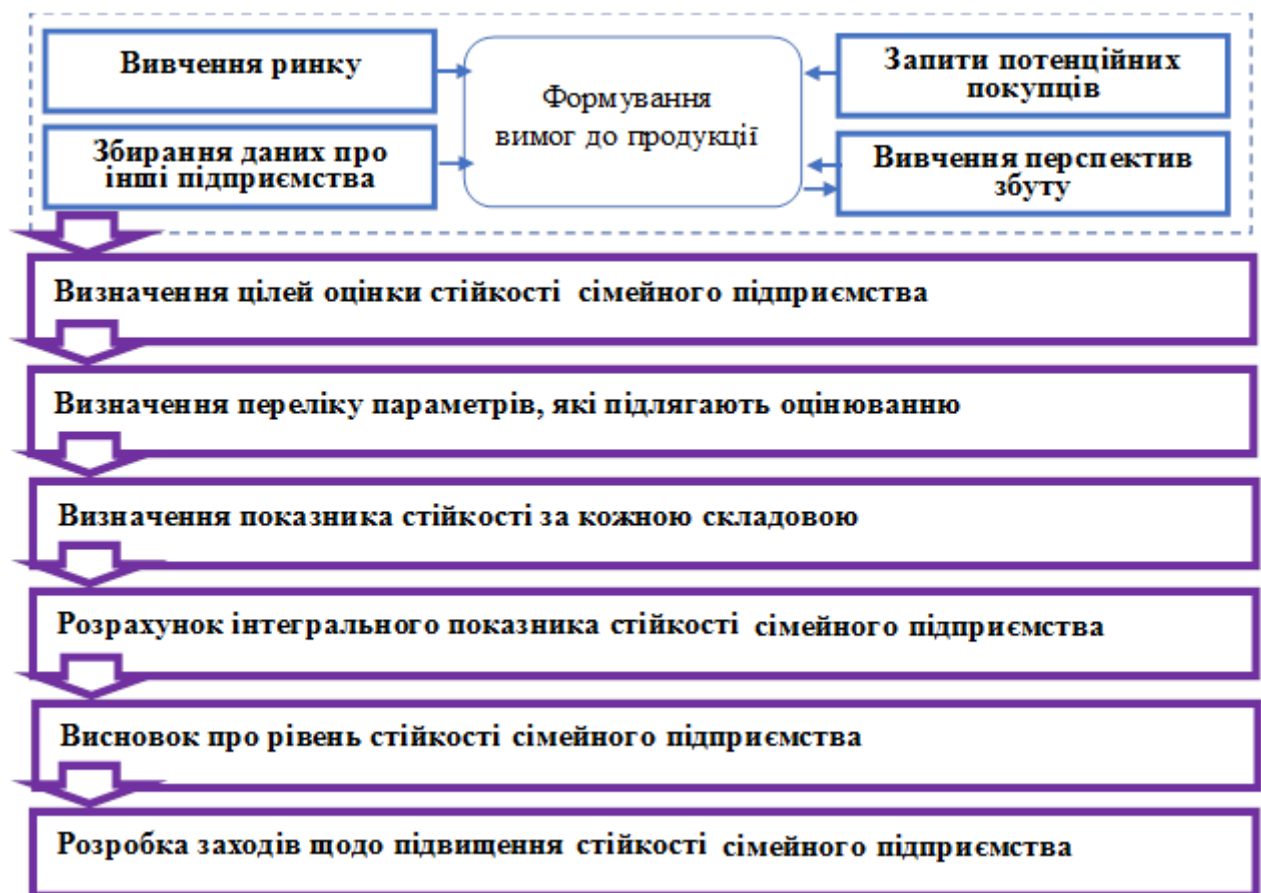 Вивчення ринку
Збирання даних про
інші підприємства
Формування
вимог до продукції
Запити потенційних
покупців
Вивчення перспектив
збуту
Визначення цілей оцінки стійкості сімейного підприємства
Визначення переліку параметрів, які підлягають оцінюванню
Визначення показника стійкості за кожною складовою
Розрахунок інтегрального показника стійкості сімейного підприємства
Висновок про рівень стійкості сімейного підприємства
Розробка заходів щодо підвищення стійкості сімейного підприємства